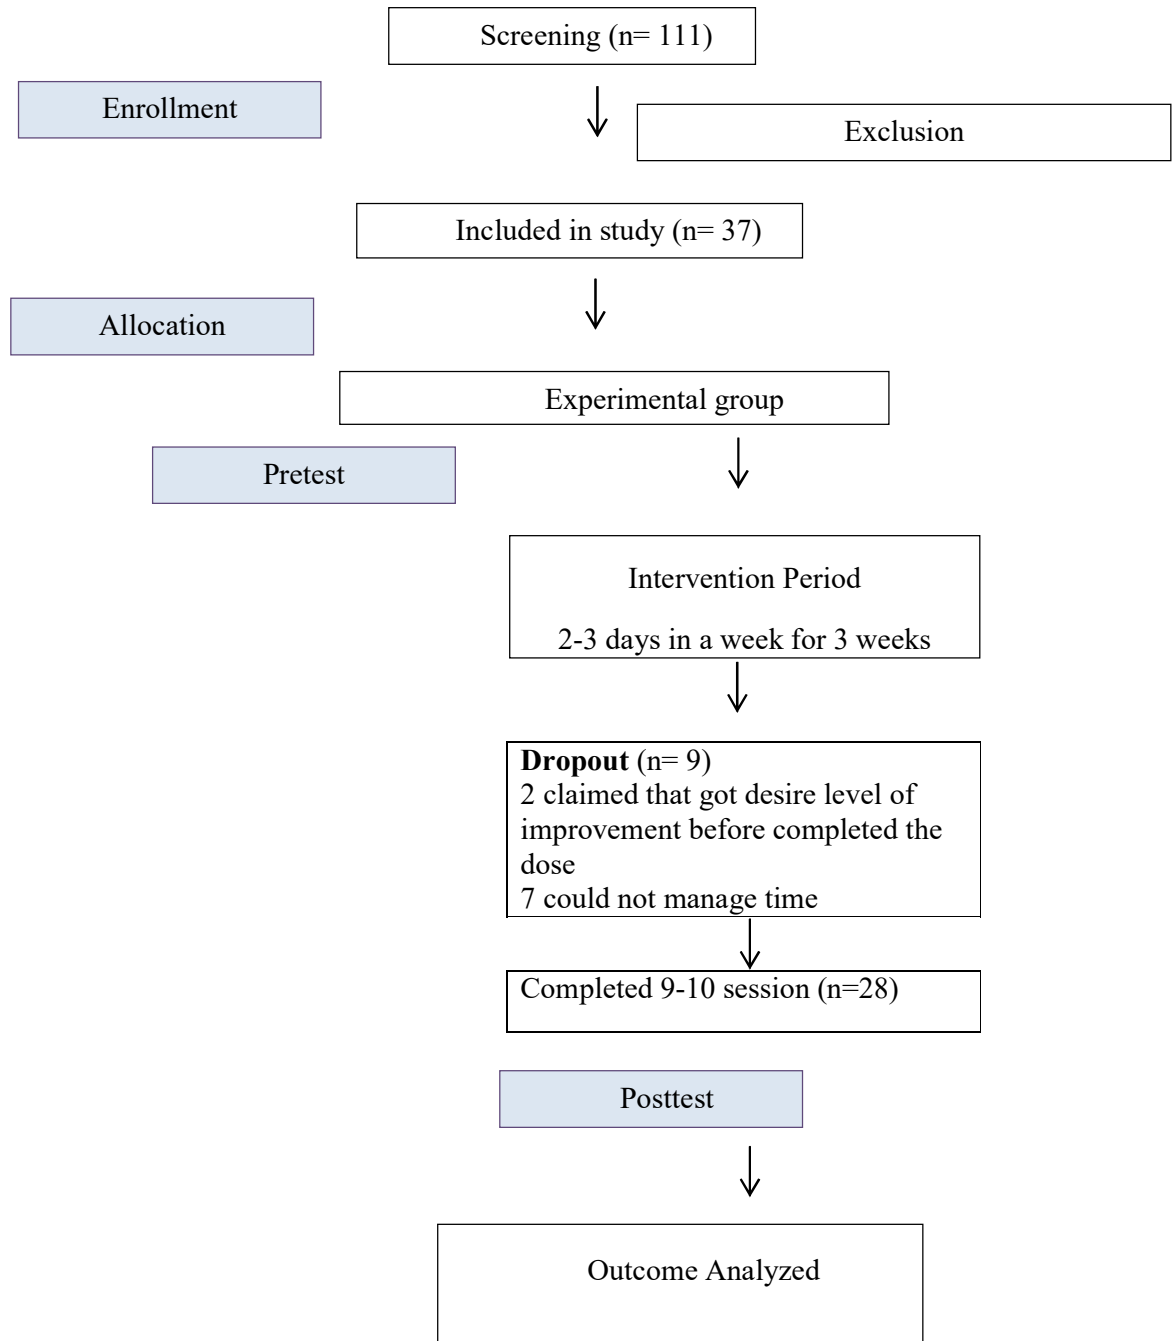 Screening (n= 111)
Enrollment
Exclusion
Included in study (n= 37)
Allocation
Experimental group
Pretest
Intervention Period
2-3 days in a week for 3 weeks
Dropout (n= 9)
2 claimed that got desire level of
improvement before completed the
dose
7 could not manage time
Completed 9-10 session (n=28)
Posttest
Outcome Analyzed